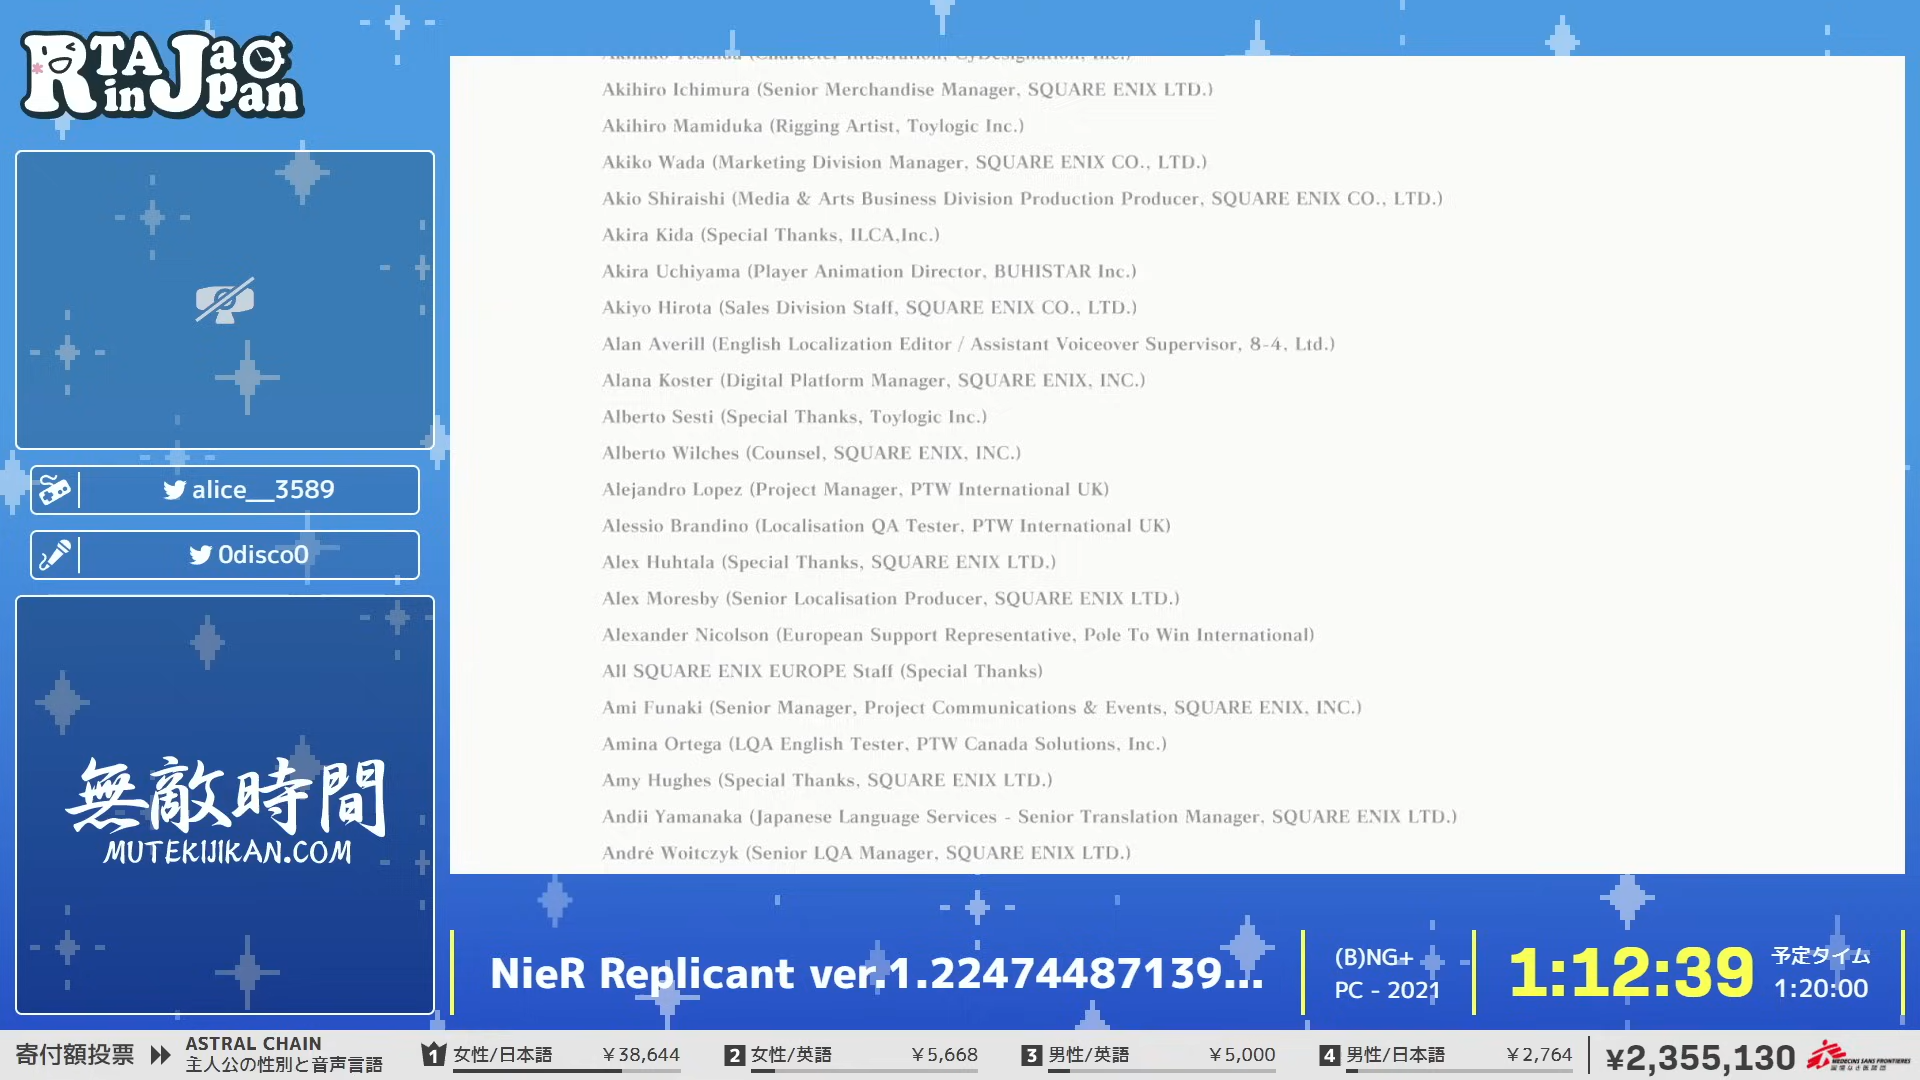 RTA in Japan
Akihiro Ichimura (Senior Merchandise Manager, SQUARE ENIX LTD.)
Akihiro Mamiduka (Rigging Artist, Toylogic Inc.)
Akiko Wada (Marketing Division Manager, SQUARE ENIX CO., LTD.)
Akio Shiraishi (Media & Arts Business Division Production Producer, SQUARE ENIX CO., LTD.)
Akira Kida (Special Thanks, ILCA,Inc.)
Akira Uchiyama (Player Animation Director, BUHISTAR Inc.)
Akiyo Hirota (Sales Division Staff, SQUARE ENIX CO., LTD.)
Alan Averill (English Localization Editor / Assistant Voiceover Supervisor, 8-4, Ltd.)
Alana Koster (Digital Platform Manager, SQUARE ENIX, INC.)
Alberto Sesti (Special Thanks, Toylogic Inc.)
Alberto Wilches (Counsel, SQUARE ENIX, INC.)
Alejandro Lopez (Project Manager, PTW International UK)
Alessio Brandino (Localisation QA Tester, PTW International UK)
Alex Huhtala (Special Thanks, SQUARE ENIX LTD.)
Alex Moresby (Senior Localisation Producer, SQUARE ENIX LTD.)
Alexander Nicolson (European Support Representative, Pole To Win International)
All SQUARE ENIX EUROPE Staff (Special Thanks)
Ami Funaki (Senior Manager, Project Communications & Events, SQUARE ENIX, INC.)
Amina Ortega (LQA English Tester, PTW Canada Solutions, Inc.)
Amy Hughes (Special Thanks, SQUARE ENIX LTD.)
Andii Yamanaka (Japanese Language Services - Senior Translation Manager, SQUARE ENIX LTD.)
André Woitczyk (Senior LQA Manager, SQUARE ENIX LTD.)
alice__3589
0disco0
無敵時間
MUTEKIJIKAN.COM
NieR Replicant ver.1.22474487139...
(B)NG+
PC - 2021
1:12:39
予定タイム
1:20:00
寄付額投票
ASTRAL CHAIN
主人公の性別と音声言語
1 女性/日本語 ¥38,644
2 女性/英語 ¥5,668
3 男性/英語 ¥5,000
4 男性/日本語 ¥2,764
¥2,355,130
MEDECINS SANS FRONTIERES
国境なき医師団